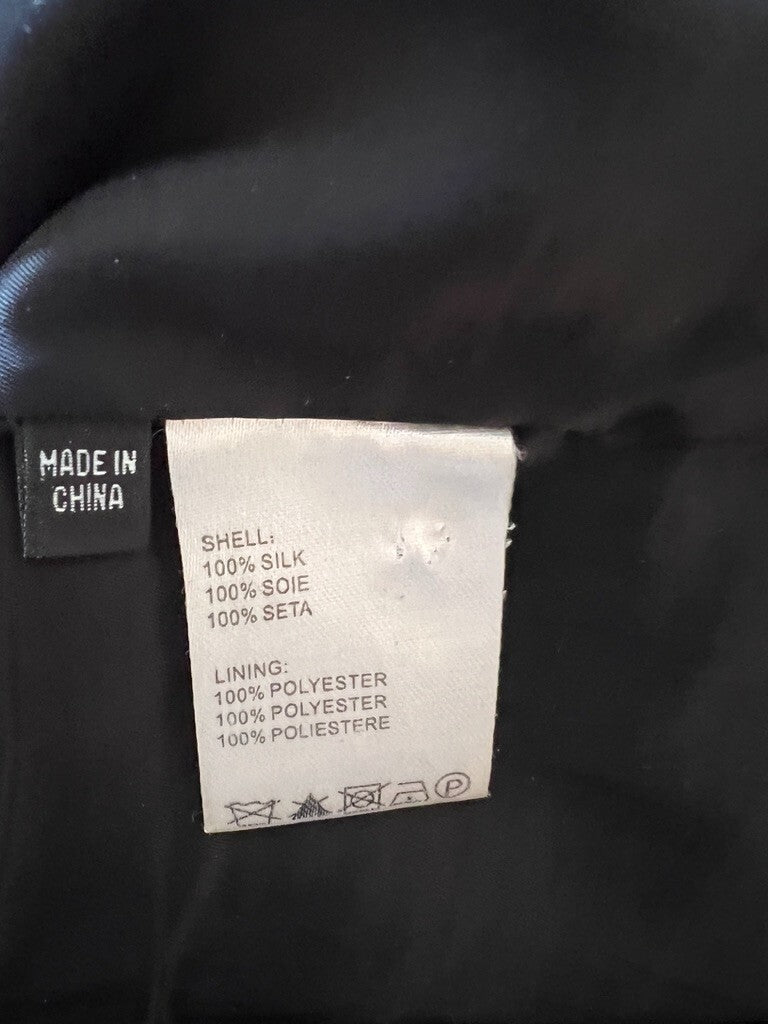 MADE IN
CHINA
SHELL:
100% SILK
100% SOIE
100% SETA
LINING:
100% POLYESTER
100% POLYESTER
100% POLIESTERE
P